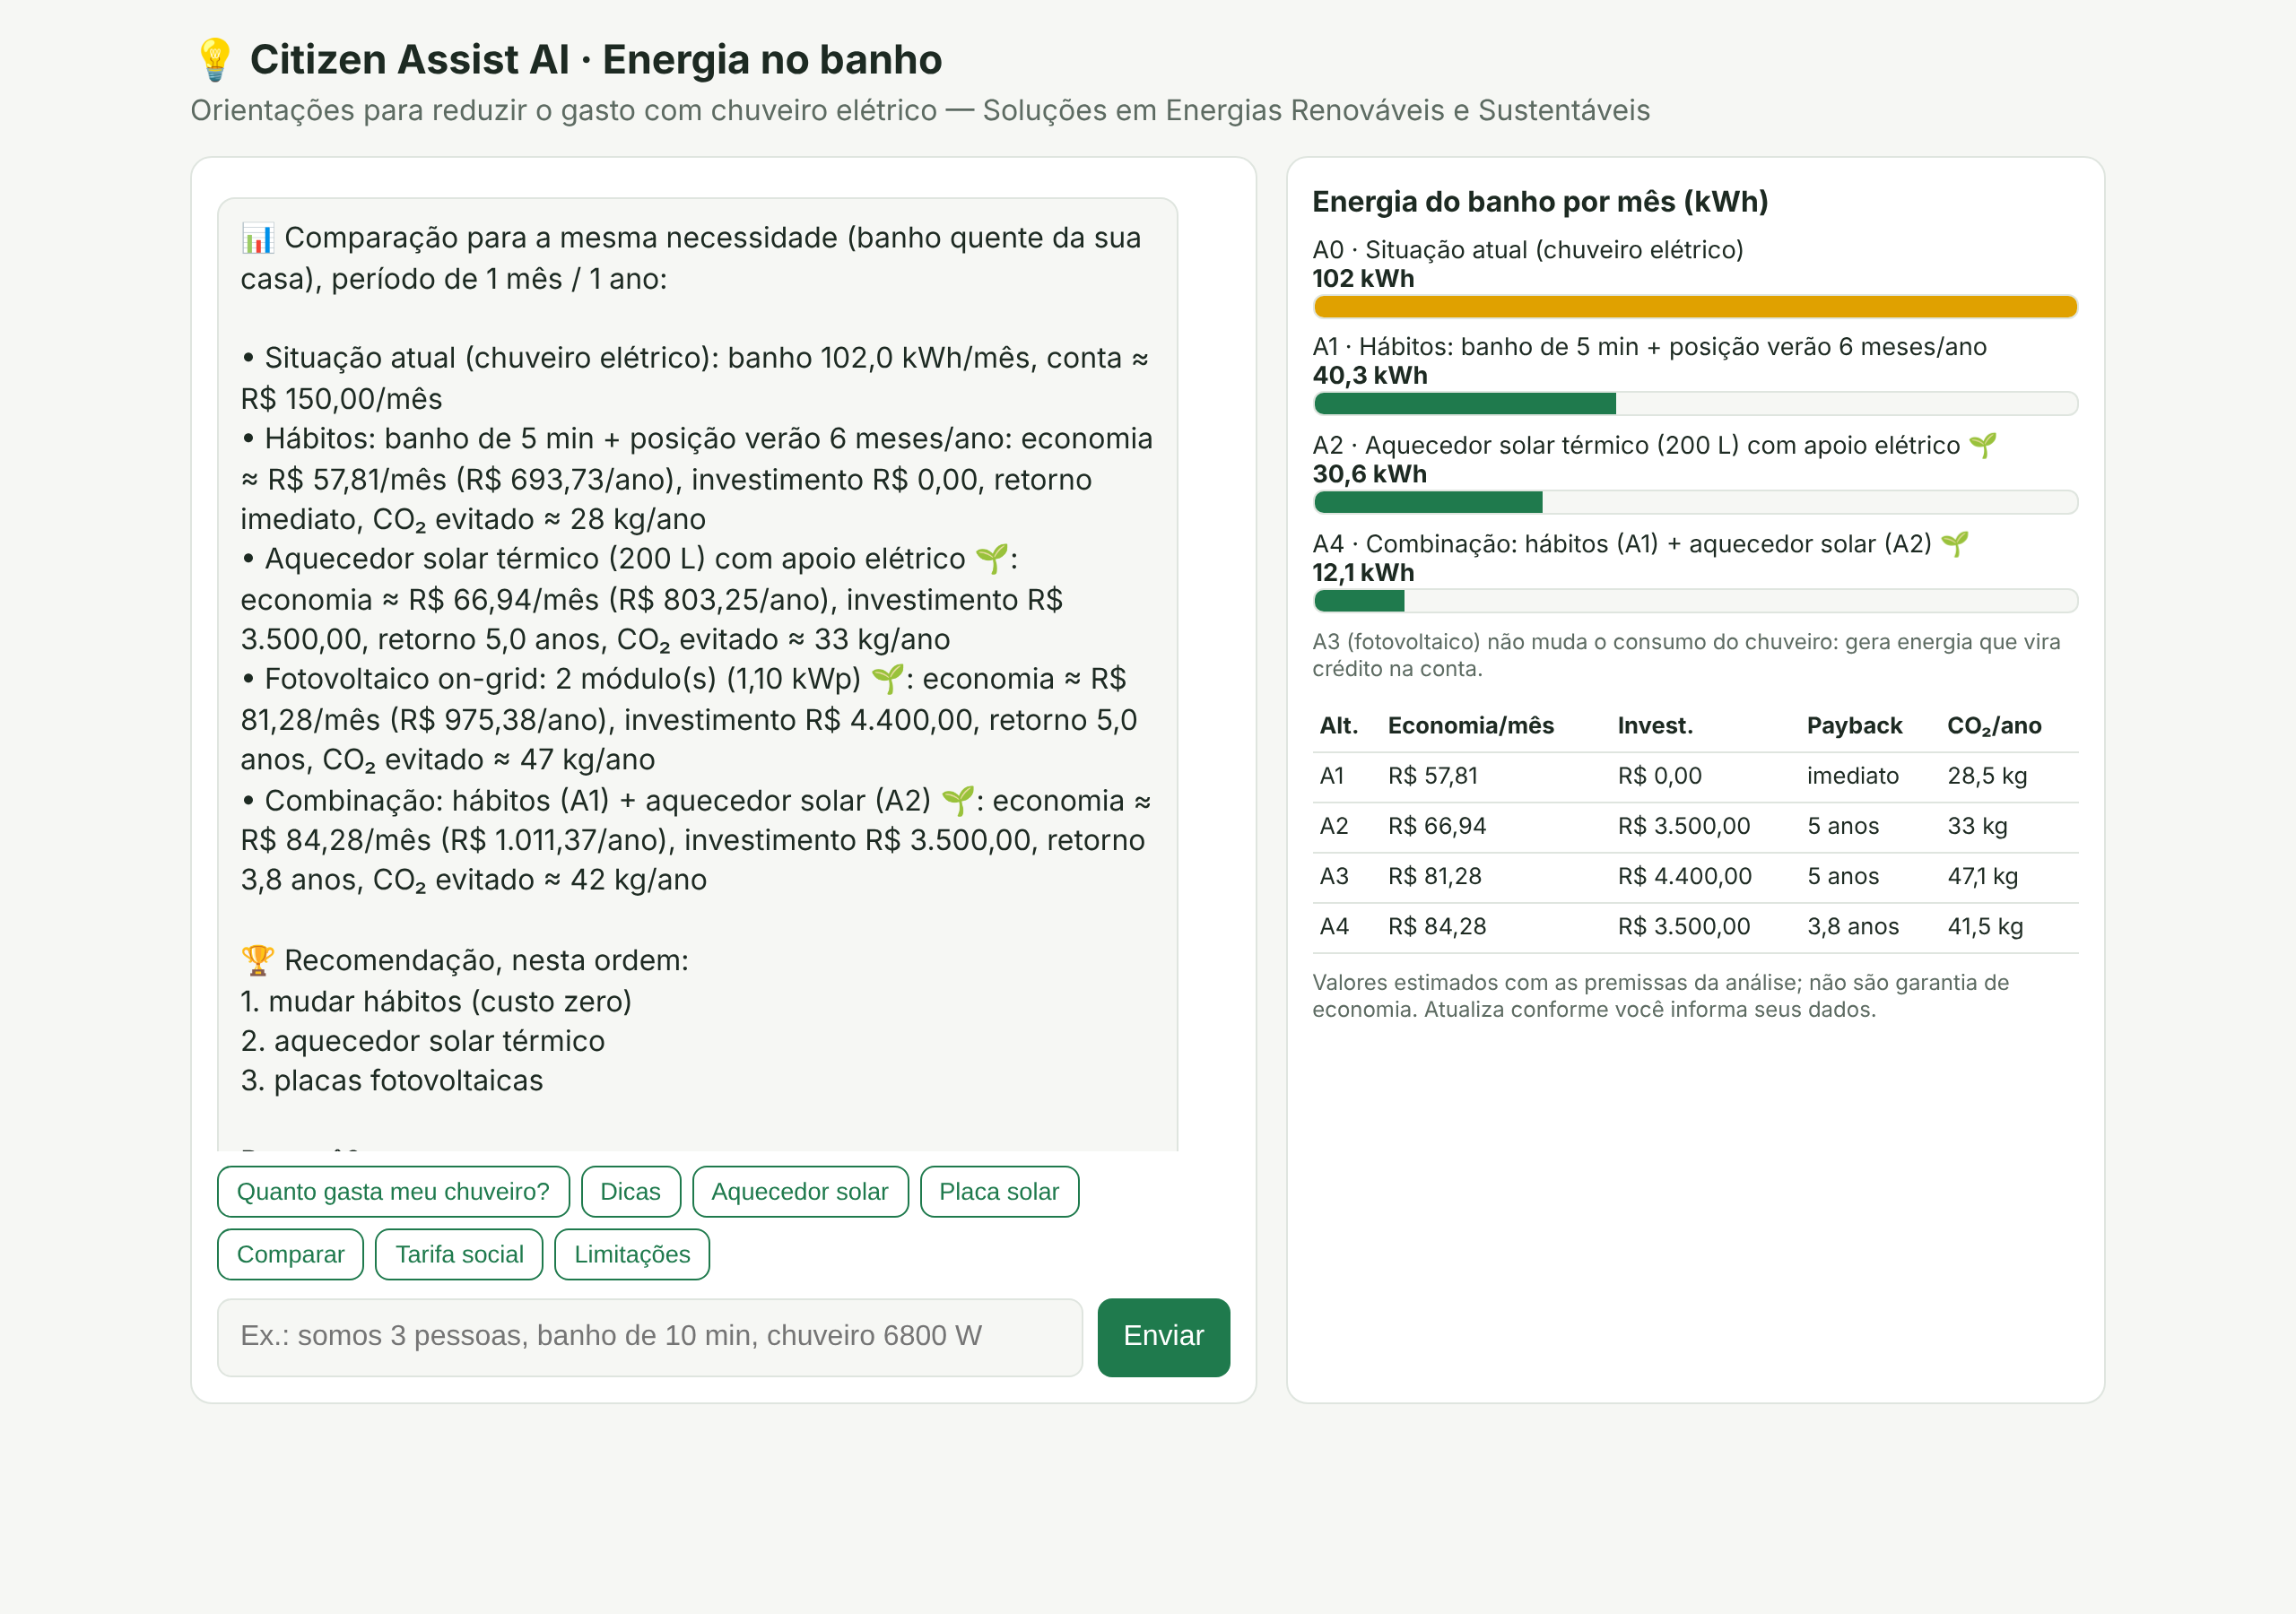 💡 Citizen Assist AI · Energia no banho
Orientações para reduzir o gasto com chuveiro elétrico — Soluções em Energias Renováveis e Sustentáveis
📊 Comparação para a mesma necessidade (banho quente da sua
casa), período de 1 mês / 1 ano:
• Situação atual (chuveiro elétrico): banho 102,0 kWh/mês, conta ≈
R$ 150,00/mês
• Hábitos: banho de 5 min + posição verão 6 meses/ano: economia
≈ R$ 57,81/mês (R$ 693,73/ano), investimento R$ 0,00, retorno
imediato, CO₂ evitado ≈ 28 kg/ano
• Aquecedor solar térmico (200 L) com apoio elétrico 🌱:
economia ≈ R$ 66,94/mês (R$ 803,25/ano), investimento R$
3.500,00, retorno 5,0 anos, CO₂ evitado ≈ 33 kg/ano
• Fotovoltaico on-grid: 2 módulo(s) (1,10 kWp) 🌱: economia ≈ R$
81,28/mês (R$ 975,38/ano), investimento R$ 4.400,00, retorno 5,0
anos, CO₂ evitado ≈ 47 kg/ano
• Combinação: hábitos (A1) + aquecedor solar (A2) 🌱: economia ≈
R$ 84,28/mês (R$ 1.011,37/ano), investimento R$ 3.500,00, retorno
3,8 anos, CO₂ evitado ≈ 42 kg/ano
🏆 Recomendação, nesta ordem:
1. mudar hábitos (custo zero)
2. aquecedor solar térmico
3. placas fotovoltaicas
Quanto gasta meu chuveiro? Dicas Aquecedor solar Placa solar
Comparar Tarifa social Limitações
Ex.: somos 3 pessoas, banho de 10 min, chuveiro 6800 W Enviar
Energia do banho por mês (kWh)
A0 · Situação atual (chuveiro elétrico)
102 kWh
A1 · Hábitos: banho de 5 min + posição verão 6 meses/ano
40,3 kWh
A2 · Aquecedor solar térmico (200 L) com apoio elétrico 🌱
30,6 kWh
A4 · Combinação: hábitos (A1) + aquecedor solar (A2) 🌱
12,1 kWh
A3 (fotovoltaico) não muda o consumo do chuveiro: gera energia que vira
crédito na conta.
Alt. Economia/mês Invest. Payback CO₂/ano
A1 R$ 57,81 R$ 0,00 imediato 28,5 kg
A2 R$ 66,94 R$ 3.500,00 5 anos 33 kg
A3 R$ 81,28 R$ 4.400,00 5 anos 47,1 kg
A4 R$ 84,28 R$ 3.500,00 3,8 anos 41,5 kg
Valores estimados com as premissas da análise; não são garantia de
economia. Atualiza conforme você informa seus dados.